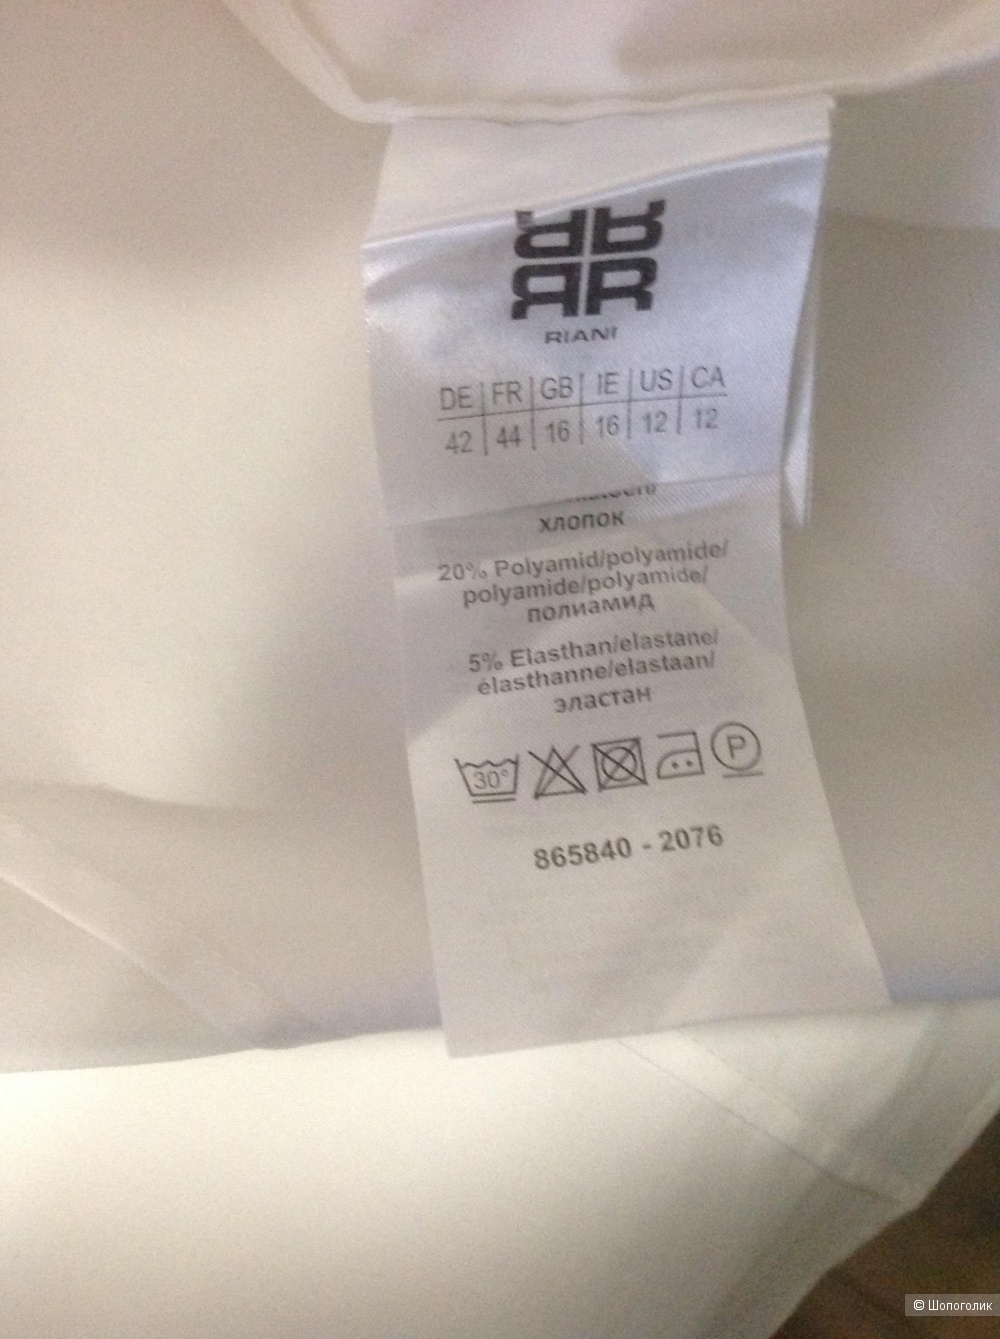 RIANI
DE | FR | GB | IE | US | CA
42 | 44 | 16 | 16 | 12 | 12
хлопок
20% Polyamid/polyamide/
polyamide/polyamide/
полиамид
5% Elasthan/elastane/
élasthanne/elastaan/
эластан
30° P
865840 - 2076
© Шопоголик